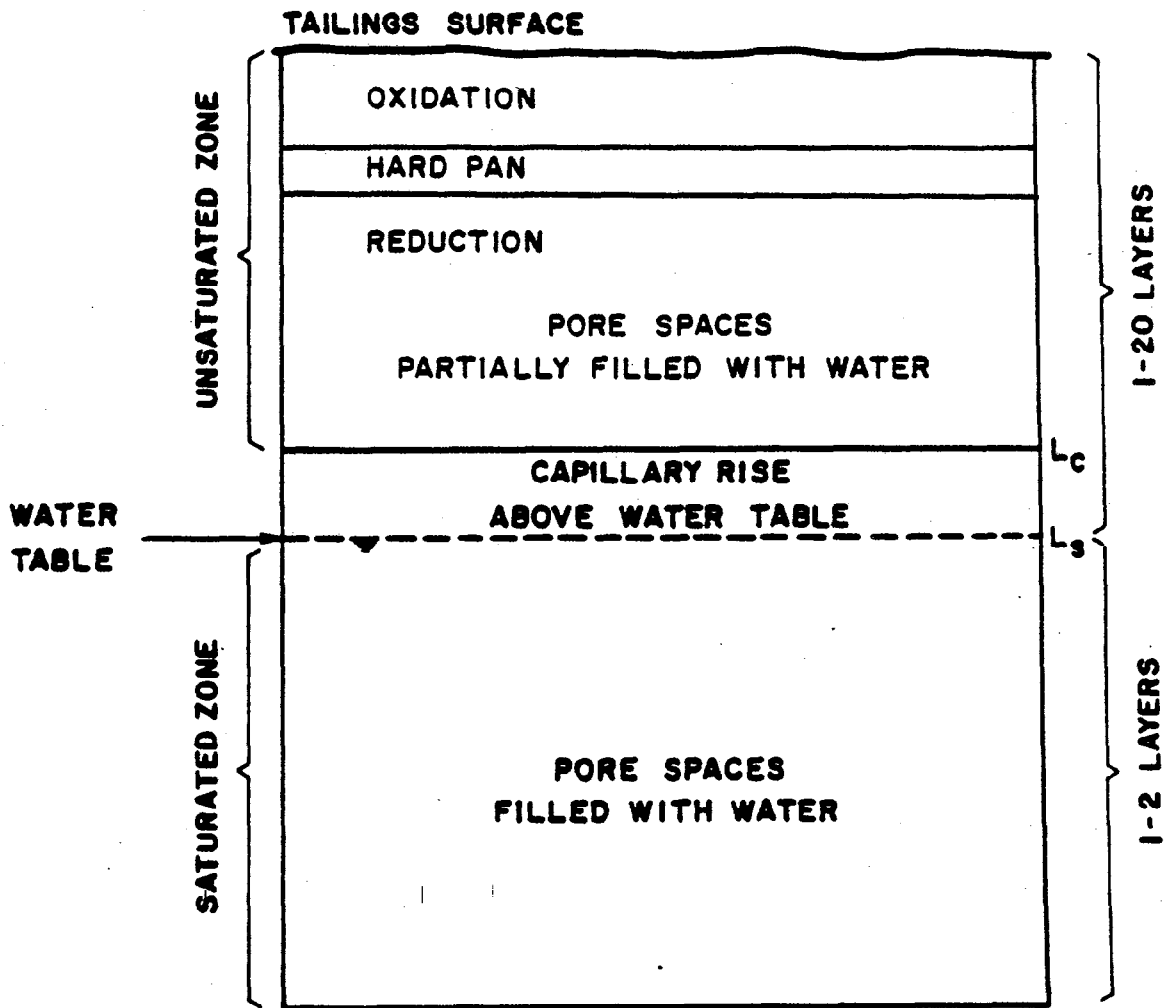 TAILINGS SURFACE
OXIDATION
HARD PAN
REDUCTION
PORE SPACES
PARTIALLY FILLED WITH WATER
UNSATURATED ZONE
1-20 LAYERS
Lc
CAPILLARY RISE
ABOVE WATER TABLE
WATER
TABLE
Ls
SATURATED ZONE
PORE SPACES
FILLED WITH WATER
1-2 LAYERS